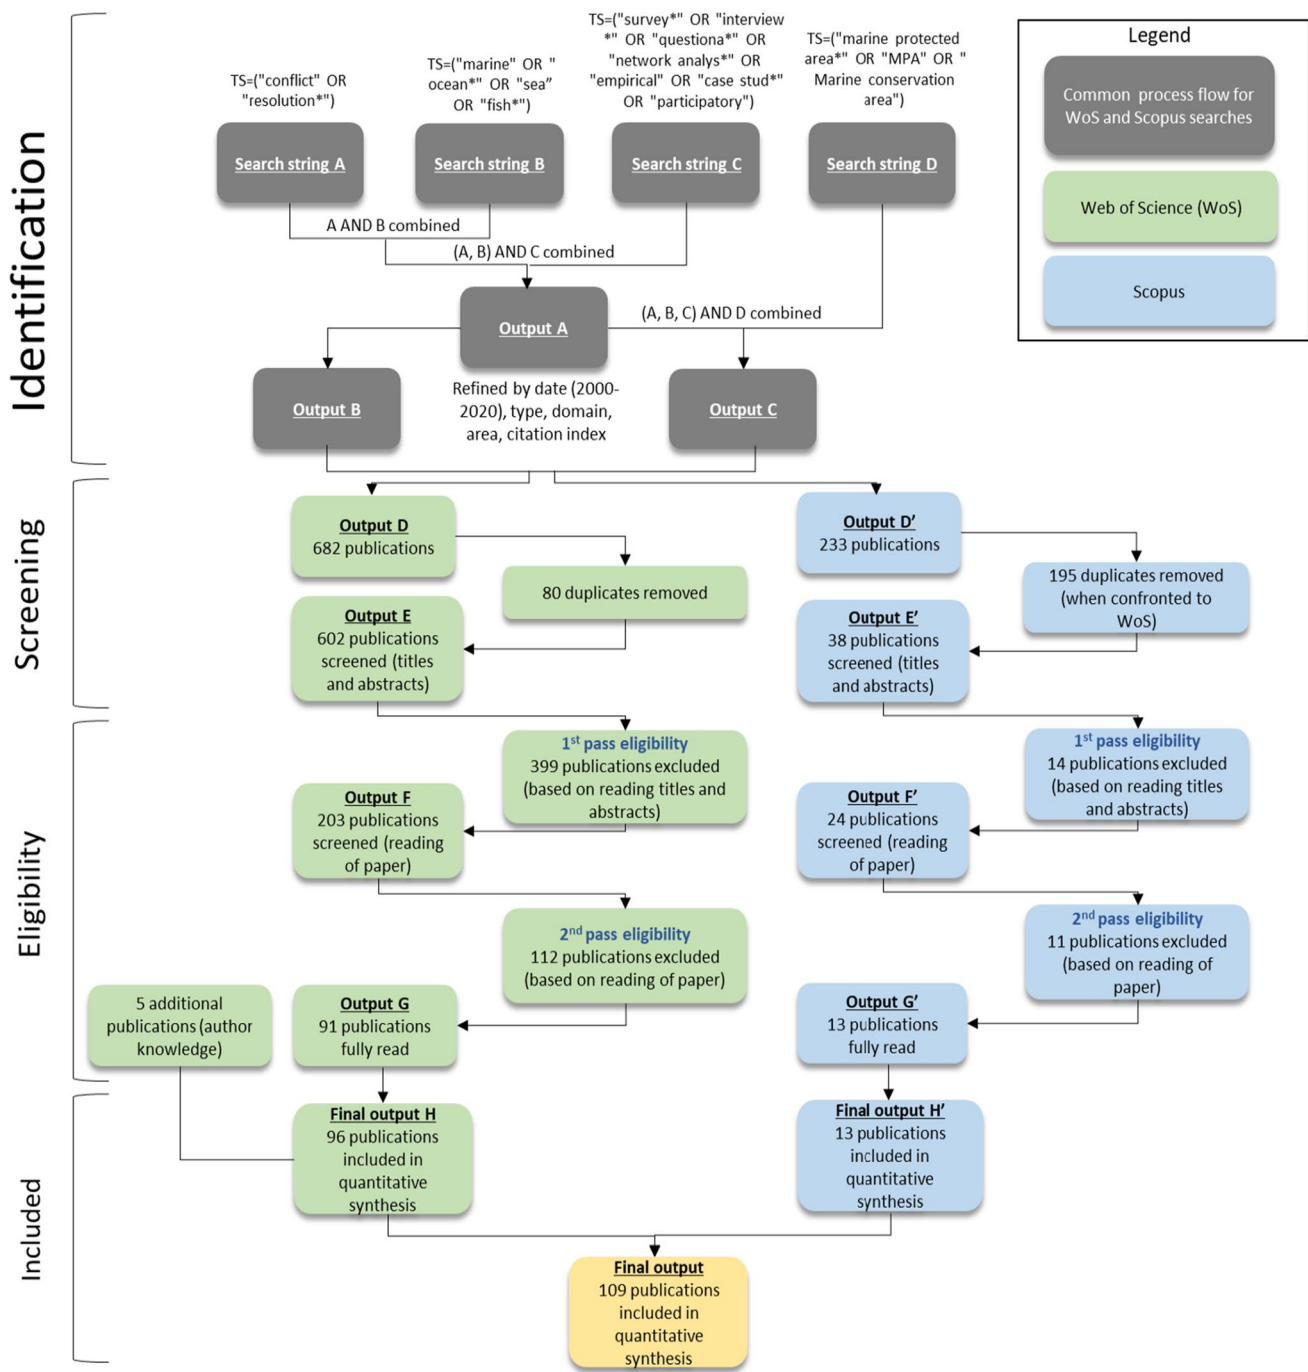 Identification
TS=("conflict" OR
"resolution*")
TS=("marine" OR "
ocean*" OR "sea”
OR "fish*")
TS=("survey*" OR "interview
*" OR "questiona*" OR
"network analys*" OR
"empirical" OR "case stud*"
OR "participatory")
TS=("marine protected
area*" OR "MPA" OR "
Marine conservation
area")
Search string A
Search string B
Search string C
Search string D
A AND B combined
(A, B) AND C combined
Output A
(A, B, C) AND D combined
Output B
Refined by date (2000-
2020), type, domain,
area, citation index
Output C
Legend
Common process flow for
WoS and Scopus searches
Web of Science (WoS)
Scopus
Screening
Output D
682 publications
80 duplicates removed
Output E
602 publications
screened (titles
and abstracts)
Output D’
233 publications
195 duplicates removed
(when confronted to
WoS)
Output E’
38 publications
screened (titles
and abstracts)
Eligibility
1st pass eligibility
399 publications excluded
(based on reading titles and
abstracts)
Output F
203 publications
screened (reading
of paper)
2nd pass eligibility
112 publications excluded
(based on reading of paper)
5 additional
publications (author
knowledge)
Output G
91 publications
fully read
1st pass eligibility
14 publications excluded
(based on reading titles
and abstracts)
Output F’
24 publications
screened (reading
of paper)
2nd pass eligibility
11 publications excluded
(based on reading of
paper)
Output G’
13 publications
fully read
Included
Final output H
96 publications
included in
quantitative
synthesis
Final output H’
13 publications
included in
quantitative
synthesis
Final output
109 publications
included in
quantitative
synthesis